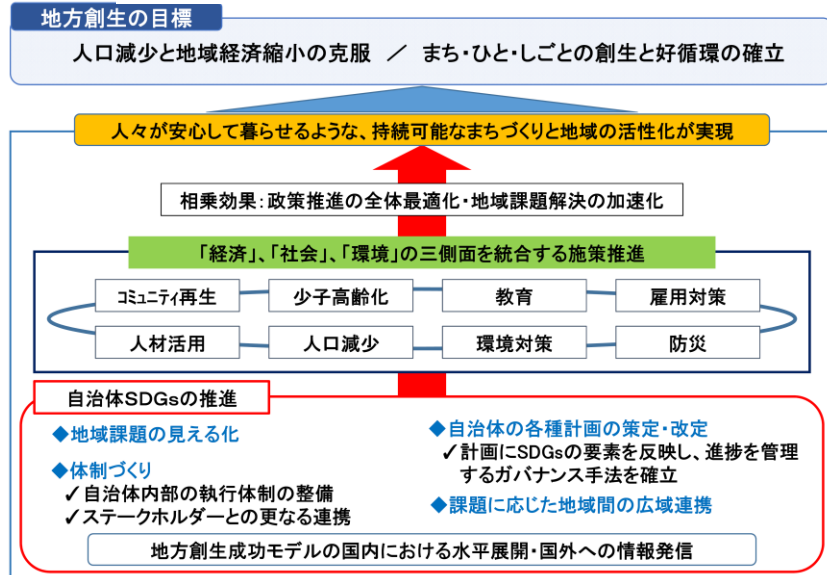 地方創生の目標
人口減少と地域経済縮小の克服 ／ まち・ひと・しごとの創生と好循環の確立
人々が安心して暮らせるような、持続可能なまちづくりと地域の活性化が実現
相乗効果：政策推進の全体最適化・地域課題解決の加速化
「経済」、「社会」、「環境」の三側面を統合する施策推進
コミュニティ再生
少子高齢化
教育
雇用対策
人材活用
人口減少
環境対策
防災
自治体SDGsの推進
◆地域課題の見える化
◆体制づくり
✓自治体内部の執行体制の整備
✓ステークホルダーとの更なる連携
◆自治体の各種計画の策定・改定
✓計画にSDGsの要素を反映し、進捗を管理
するガバナンス手法を確立
◆課題に応じた地域間の広域連携
地方創生成功モデルの国内における水平展開・国外への情報発信